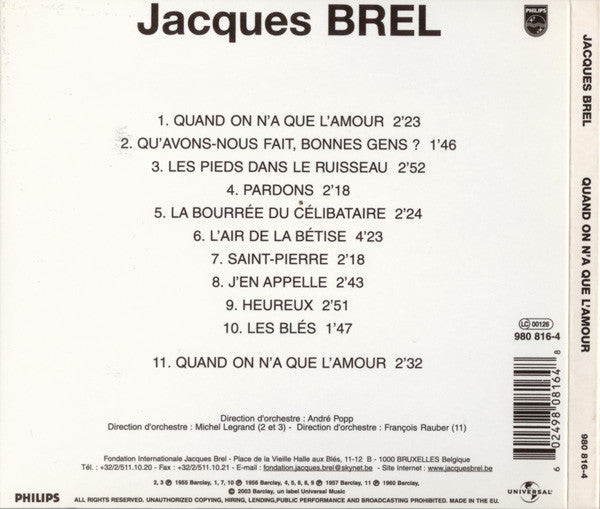 Jacques BREL
PHILIPS
1. QUAND ON N'A QUE L'AMOUR 2'23
2. QU'AVONS-NOUS FAIT, BONNES GENS ? 1'46
3. LES PIEDS DANS LE RUISSEAU 2'52
4. PARDONS 2'18
5. LA BOURRÉE DU CÉLIBATAIRE 2'24
6. L'AIR DE LA BÉTISE 4'23
7. SAINT-PIERRE 2'18
8. J'EN APPELLE 2'43
9. HEUREUX 2'51
10. LES BLÉS 1'47
11. QUAND ON N'A QUE L'AMOUR 2'32
LC 00126
980 816-4
6 02498 08164 8
Direction d'orchestre : André Popp
Direction d'orchestre : Michel Legrand (2 et 3) - Direction d'orchestre : François Rauber (11)
Fondation Internationale Jacques Brel - Place de la Vieille Halle aux Blés, 11-12 B - 1000 BRUXELLES Belgique
Tél. : +32/2/511.10.20 - Fax : +32/2/511.10.21 - E-mail : fondation.jacques.brel@skynet.be - Site Internet : www.jacquesbrel.be
2, 3 ℗ 1955 Barclay, 1, 7, 10 ℗ 1956 Barclay, 4, 5, 6, 8, 9 ℗ 1957 Barclay, 11 ℗ 1960 Barclay,
© 2003 Barclay, un label Universal Music
PHILIPS
ALL RIGHTS RESERVED. UNAUTHORIZED COPYING, HIRING, LENDING, PUBLIC PERFORMANCE AND BROADCASTING PROHIBITED. MADE IN THE EU.
UNIVERSAL
JACQUES BREL QUAND ON N'A QUE L'AMOUR 980 816-4